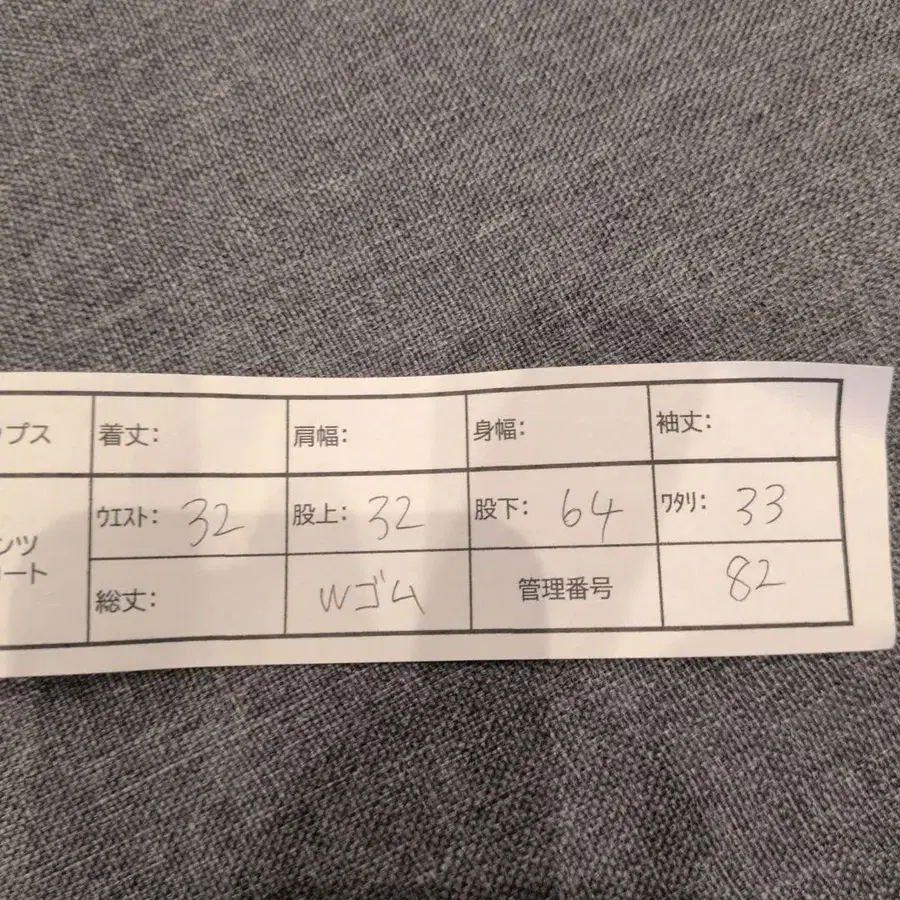 ップス 着丈: 肩幅: 身幅: 袖丈:
ンツ ウエスト: 32 股上: 32 股下: 64 ワタリ: 33
ート 総丈: Wゴム 管理番号 82